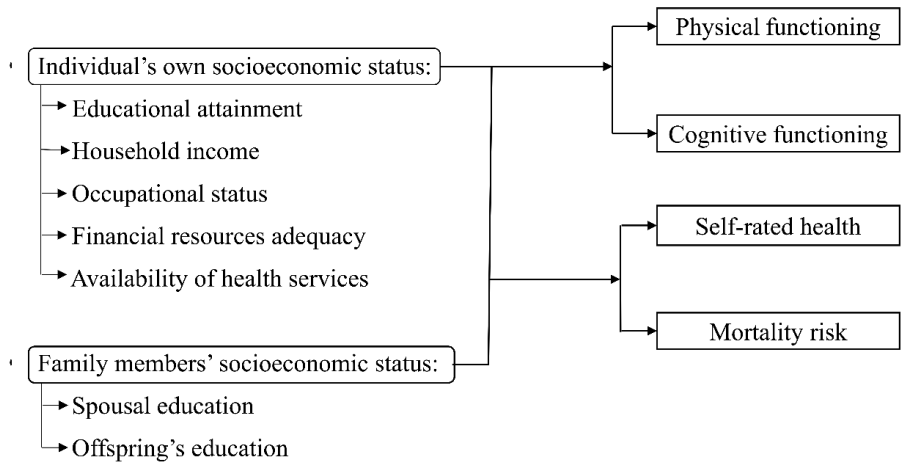 Individual’s own socioeconomic status:
Educational attainment
Household income
Occupational status
Financial resources adequacy
Availability of health services
Family members’ socioeconomic status:
Spousal education
Offspring’s education
Physical functioning
Cognitive functioning
Self-rated health
Mortality risk